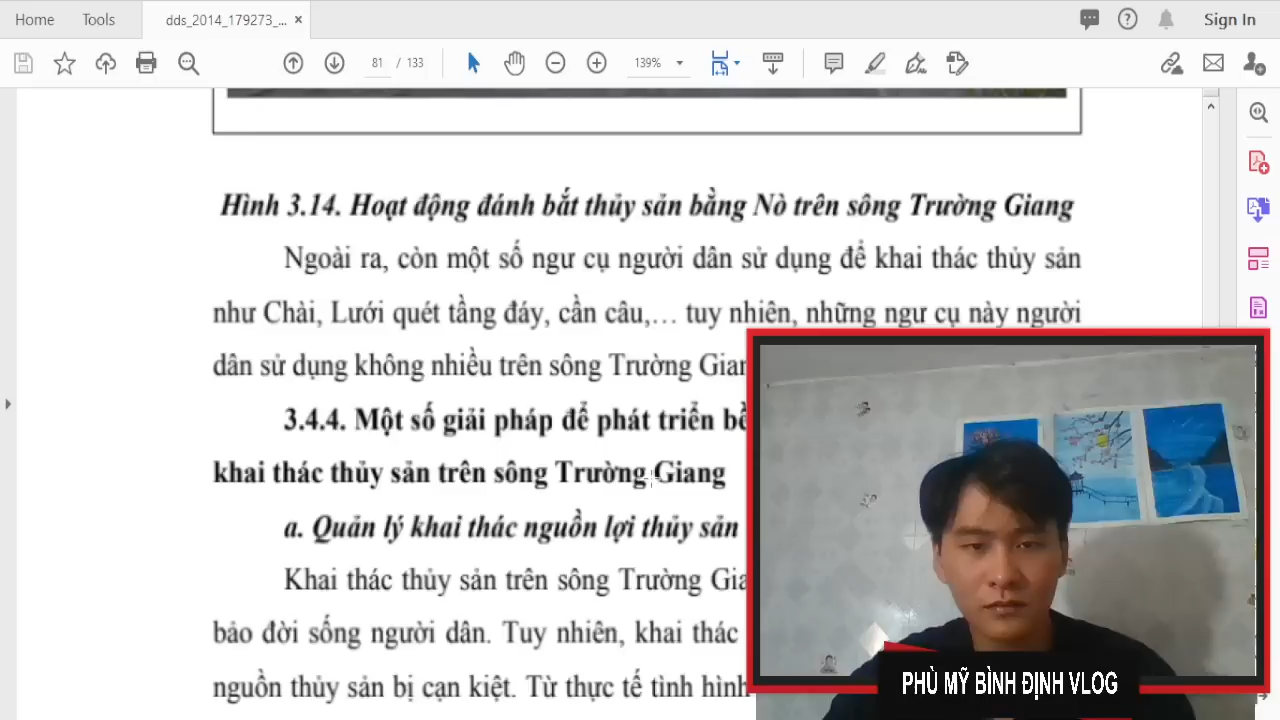 Home Tools dds_2014_179273_... × Sign In
81 / 133 139%
Hình 3.14. Hoạt động đánh bắt thủy sản bằng Nò trên sông Trường Giang
Ngoài ra, còn một số ngư cụ người dân sử dụng để khai thác thủy sản
như Chài, Lưới quét tầng đáy, cần câu,… tuy nhiên, những ngư cụ này người
dân sử dụng không nhiều trên sông Trường Gian
3.4.4. Một số giải pháp để phát triển bề
khai thác thủy sản trên sông Trường Giang
a. Quản lý khai thác nguồn lợi thủy sản
Khai thác thủy sản trên sông Trường Gia
bảo đời sống người dân. Tuy nhiên, khai thác
nguồn thủy sản bị cạn kiệt. Từ thực tế tình hình
PHÙ MỸ BÌNH ĐỊNH VLOG